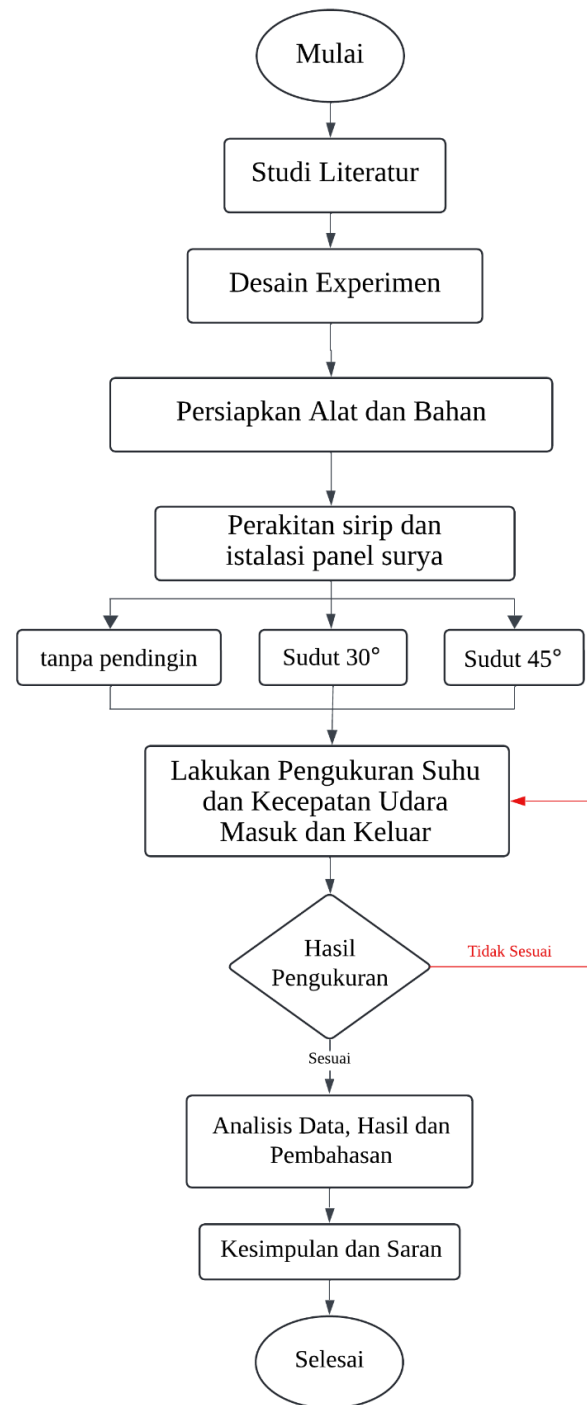 Mulai
Studi Literatur
Desain Experimen
Persiapkan Alat dan Bahan
Perakitan sirip dan
istalasi panel surya
tanpa pendingin
Sudut 30°
Sudut 45°
Lakukan Pengukuran Suhu
dan Kecepatan Udara
Masuk dan Keluar
Hasil
Pengukuran
Tidak Sesuai
Sesuai
Analisis Data, Hasil dan
Pembahasan
Kesimpulan dan Saran
Selesai